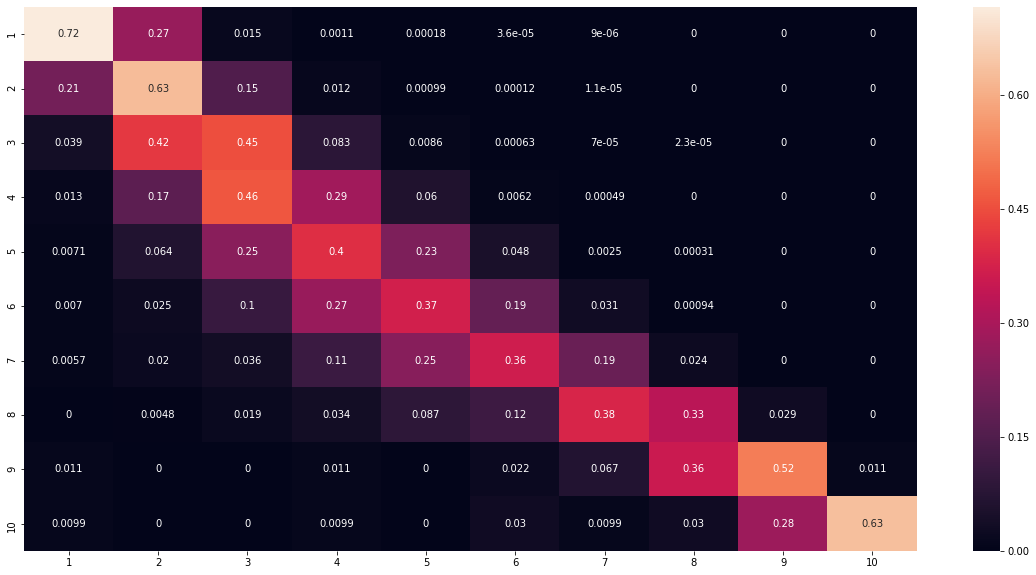 1 0.72 0.27 0.015 0.0011 0.00018 3.6e-05 9e-06 0 0 0
2 0.21 0.63 0.15 0.012 0.00099 0.00012 1.1e-05 0 0 0
0.60
3 0.039 0.42 0.45 0.083 0.0086 0.00063 7e-05 2.3e-05 0 0
4 0.013 0.17 0.46 0.29 0.06 0.0062 0.00049 0 0 0
0.45
5 0.0071 0.064 0.25 0.4 0.23 0.048 0.0025 0.00031 0 0
6 0.007 0.025 0.1 0.27 0.37 0.19 0.031 0.00094 0 0
0.30
7 0.0057 0.02 0.036 0.11 0.25 0.36 0.19 0.024 0 0
8 0 0.0048 0.019 0.034 0.087 0.12 0.38 0.33 0.029 0
0.15
9 0.011 0 0 0.011 0 0.022 0.067 0.36 0.52 0.011
10 0.0099 0 0 0.0099 0 0.03 0.0099 0.03 0.28 0.63
0.00
1 2 3 4 5 6 7 8 9 10